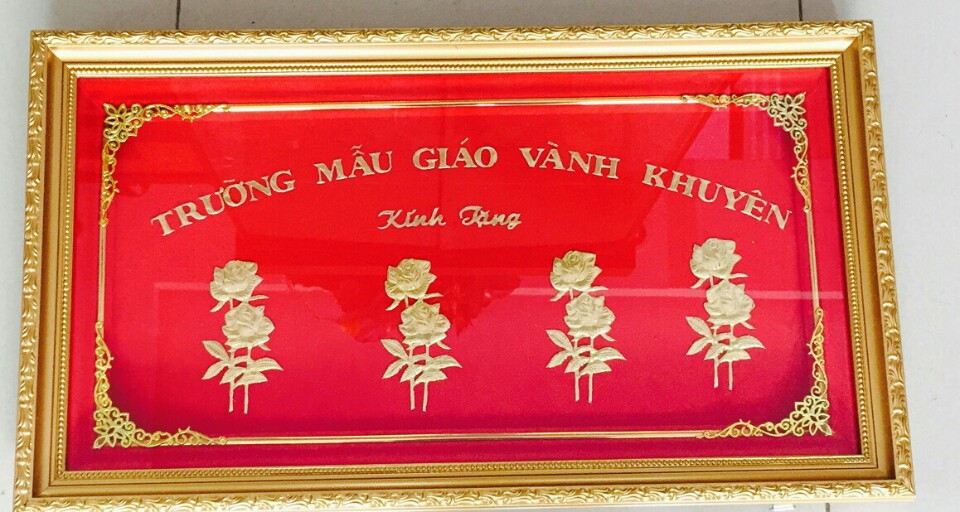 TRƯỜNG MẪU GIÁO VÀNH KHUYÊN
Kính Tặng